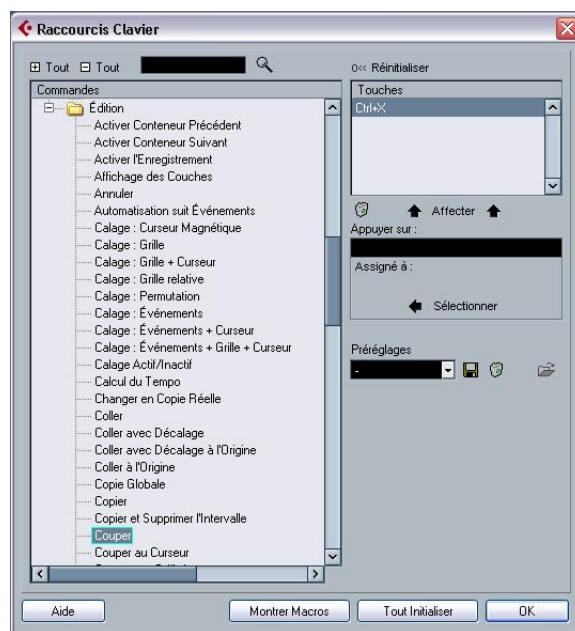 Raccourcis Clavier
Tout Tout
Réinitialiser
Commandes
Touches
Édition
Ctrl+X
Activer Conteneur Précédent
Activer Conteneur Suivant
Activer l'Enregistrement
Affichage des Couches
Annuler
Automatisation suit Événements
Calage : Curseur Magnétique
Calage : Grille
Calage : Grille + Curseur
Calage : Grille relative
Calage : Permutation
Calage : Événements
Calage : Événements + Curseur
Calage : Événements + Grille + Curseur
Calage Actif/Inactif
Calcul du Tempo
Changer en Copie Réelle
Coller
Coller avec Décalage
Coller avec Décalage à l'Origine
Coller à l'Origine
Copie Globale
Copier
Copier et Supprimer l'Intervalle
Couper
Couper au Curseur
Affecter
Appuyer sur :
Assigné à :
Sélectionner
Préréglages
-
Aide
Montrer Macros
Tout Initialiser
OK